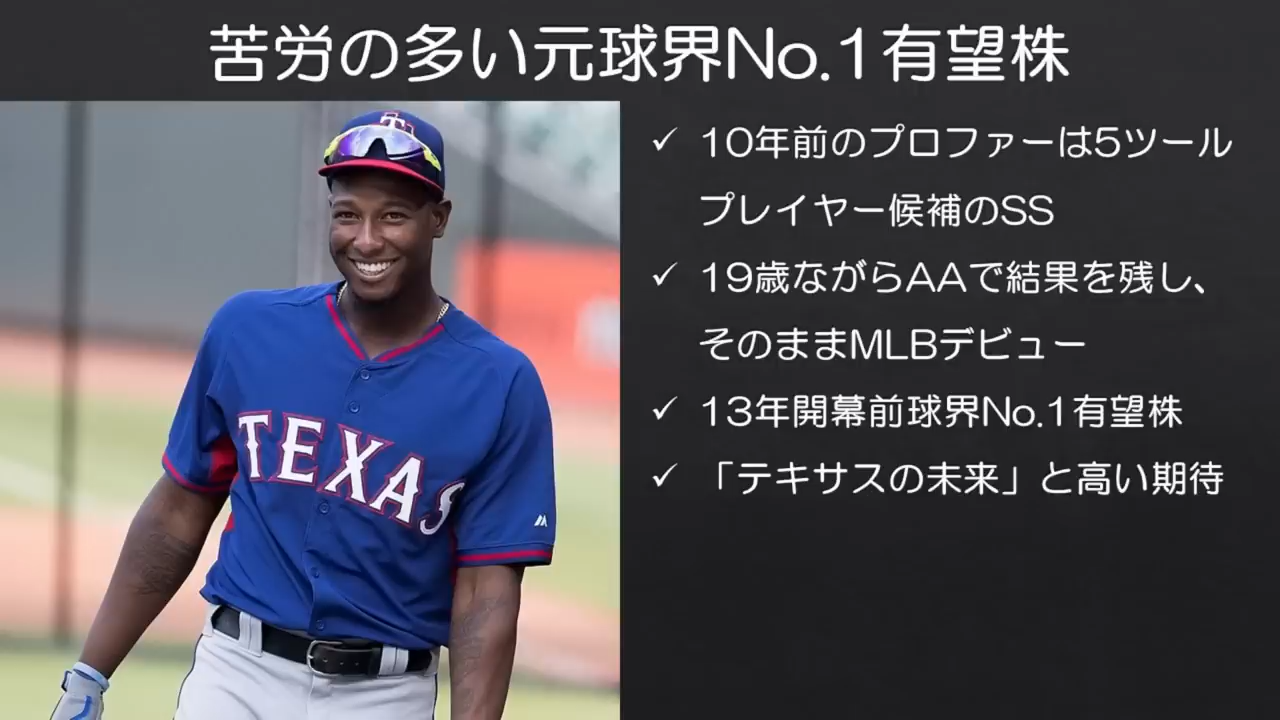 苦労の多い元球界No.1有望株
✓ 10年前のプロファーは5ツール
プレイヤー候補のSS
✓ 19歳ながらAAで結果を残し、
そのままMLBデビュー
✓ 13年開幕前球界No.1有望株
✓ 「テキサスの未来」と高い期待
T
TEXAS